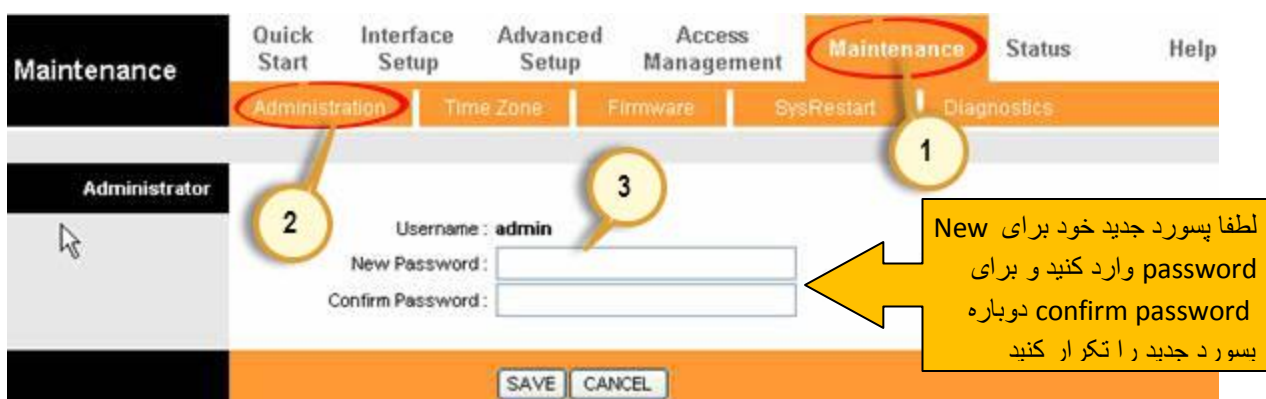 Quick Start
Interface Setup
Advanced Setup
Access Management
Maintenance
Status
Help
Maintenance
Administration
Time Zone
Firmware
SysRestart
Diagnostics
1
Administrator
2
3
Username : admin
New Password :
Confirm Password :
لطفا پسورد جدید خود برای New
password وارد کنید و برای
confirm password دوباره
پسورد جدید را تکرار کنید
SAVE
CANCEL